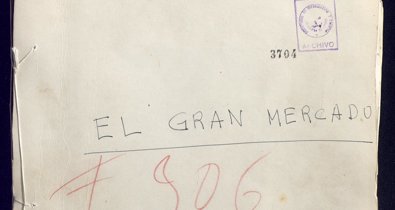 ARCHIVO
3704
EL GRAN MERCADO
F 906